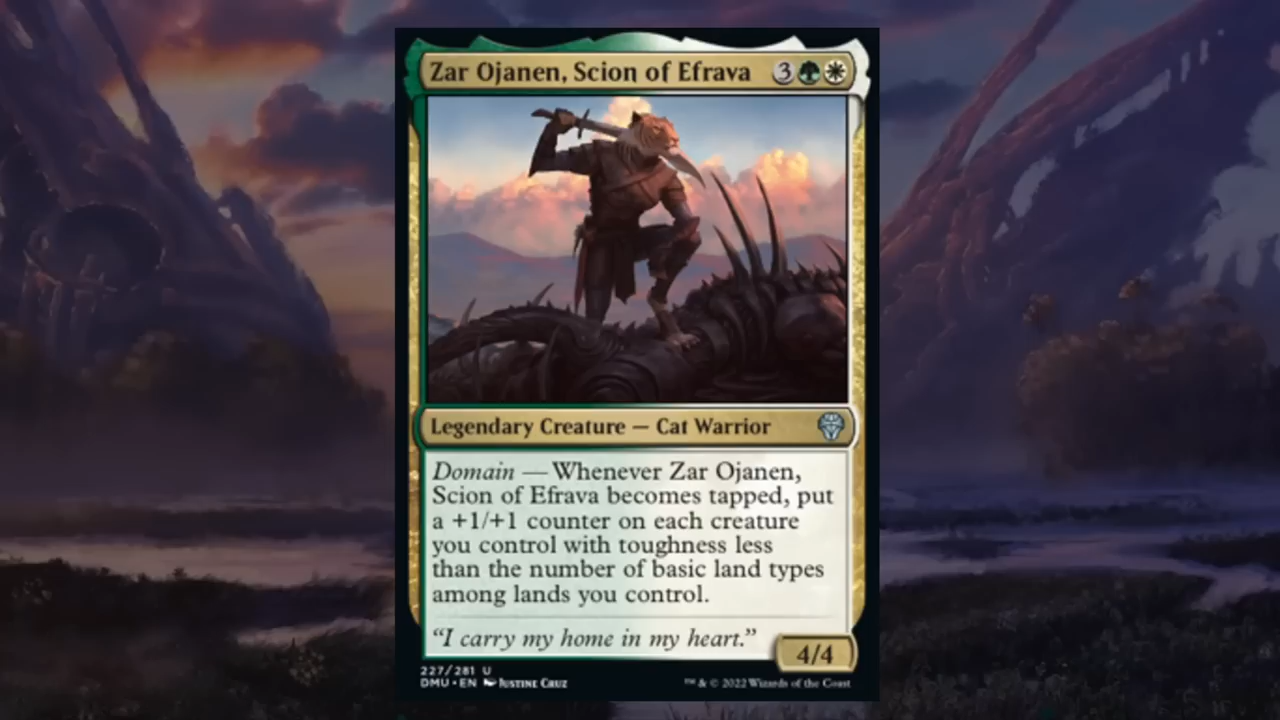 Zar Ojanen, Scion of Efrava 3
Legendary Creature — Cat Warrior
Domain — Whenever Zar Ojanen,
Scion of Efrava becomes tapped, put
a +1/+1 counter on each creature
you control with toughness less
than the number of basic land types
among lands you control.
“I carry my home in my heart.”
4/4
227/281 U
DMU • EN Justine Cruz
™ & © 2022 Wizards of the Coast